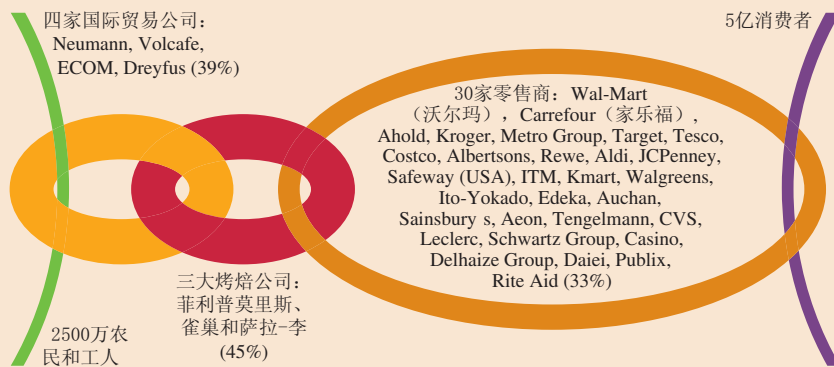 四家国际贸易公司：
Neumann, Volcafe,
ECOM, Dreyfus (39%)
5亿消费者
30家零售商：Wal-Mart
（沃尔玛），Carrefour（家乐福）,
Ahold, Kroger, Metro Group, Target, Tesco,
Costco, Albertsons, Rewe, Aldi, JCPenney,
Safeway (USA), ITM, Kmart, Walgreens,
Ito-Yokado, Edeka, Auchan,
Sainsbury s, Aeon, Tengelmann, CVS,
Leclerc, Schwartz Group, Casino,
Delhaize Group, Daiei, Publix,
Rite Aid (33%)
三大烤焙公司：
菲利普莫里斯、
雀巢和萨拉-李
(45%)
2500万农
民和工人